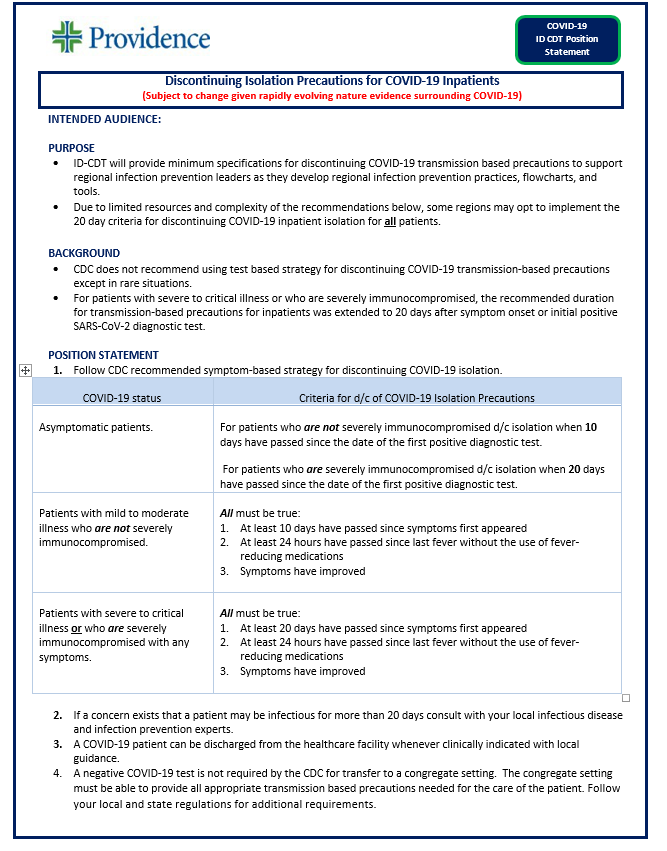 Providence
COVID-19
ID CDT Position
Statement
Discontinuing Isolation Precautions for COVID-19 Inpatients
(Subject to change given rapidly evolving nature evidence surrounding COVID-19)
INTENDED AUDIENCE:
PURPOSE
• ID-CDT will provide minimum specifications for discontinuing COVID-19 transmission based precautions to support
regional infection prevention leaders as they develop regional infection prevention practices, flowcharts, and
tools.
• Due to limited resources and complexity of the recommendations below, some regions may opt to implement the
20 day criteria for discontinuing COVID-19 inpatient isolation for all patients.
BACKGROUND
• CDC does not recommend using test based strategy for discontinuing COVID-19 transmission-based precautions
except in rare situations.
• For patients with severe to critical illness or who are severely immunocompromised, the recommended duration
for transmission-based precautions for inpatients was extended to 20 days after symptom onset or initial positive
SARS-CoV-2 diagnostic test.
POSITION STATEMENT
1. Follow CDC recommended symptom-based strategy for discontinuing COVID-19 isolation.
COVID-19 status
Criteria for d/c of COVID-19 Isolation Precautions
Asymptomatic patients.
For patients who are not severely immunocompromised d/c isolation when 10
days have passed since the date of the first positive diagnostic test.
For patients who are severely immunocompromised d/c isolation when 20 days
have passed since the date of the first positive diagnostic test.
Patients with mild to moderate
illness who are not severely
immunocompromised.
All must be true:
1. At least 10 days have passed since symptoms first appeared
2. At least 24 hours have passed since last fever without the use of fever-
reducing medications
3. Symptoms have improved
Patients with severe to critical
illness or who are severely
immunocompromised with any
symptoms.
All must be true:
1. At least 20 days have passed since symptoms first appeared
2. At least 24 hours have passed since last fever without the use of fever-
reducing medications
3. Symptoms have improved
2. If a concern exists that a patient may be infectious for more than 20 days consult with your local infectious disease
and infection prevention experts.
3. A COVID-19 patient can be discharged from the healthcare facility whenever clinically indicated with local
guidance.
4. A negative COVID-19 test is not required by the CDC for transfer to a congregate setting. The congregate setting
must be able to provide all appropriate transmission based precautions needed for the care of the patient. Follow
your local and state regulations for additional requirements.